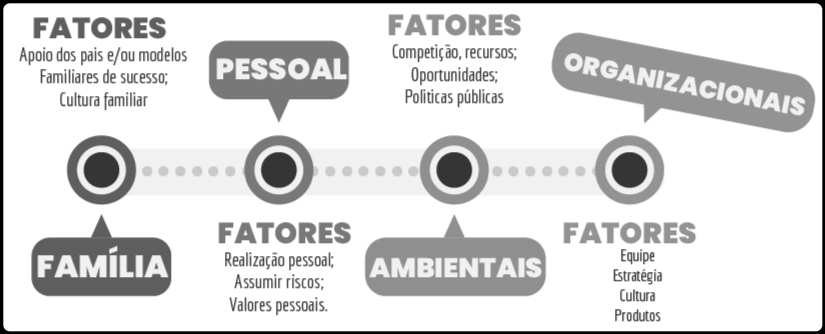 FATORES
Apoio dos pais e/ou modelos
Familiares de sucesso;
Cultura familiar
FAMÍLIA
PESSOAL
FATORES
Realização pessoal;
Assumir riscos;
Valores pessoais.
FATORES
Competição, recursos;
Oportunidades;
Políticas públicas
AMBIENTAIS
ORGANIZACIONAIS
FATORES
Equipe
Estratégia
Cultura
Produtos